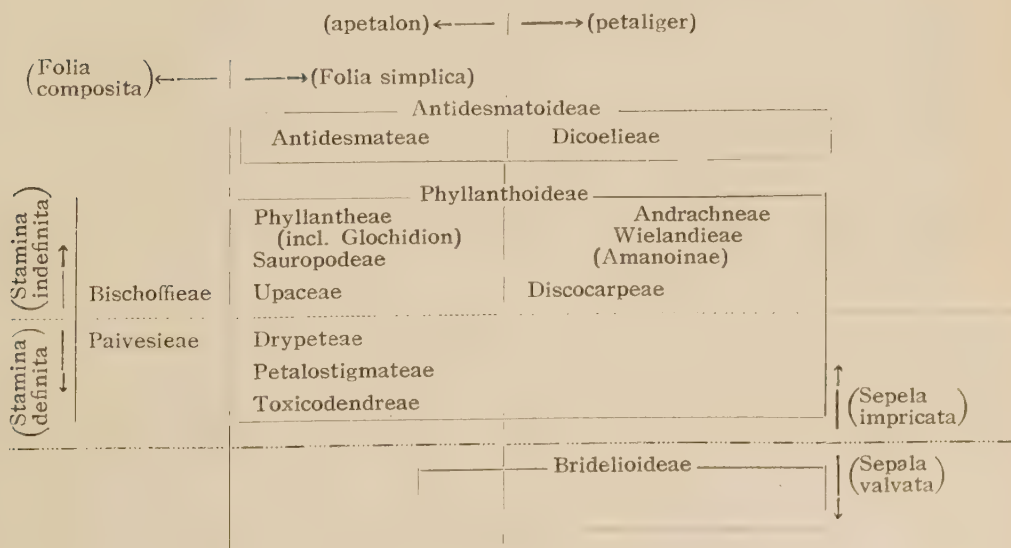 (apetalon) (petaliger)
(Folia composita) (Folia simplica)
Antidesmatoideae
Antidesmateae Dicoelieae
Phyllanthoideae
Phyllantheae Andrachneae
(incl. Glochidion) Wielandieae
Sauropodeae (Amanoinae)
(Stamina indefinita)
Bischoffieae Upaceae Discocarpeae
(Stamina definita)
Paivesieae Drypeteae
Petalostigmateae
Toxicodendreae
(Sepela impricata)
Bridelioideae
(Sepala valvata)